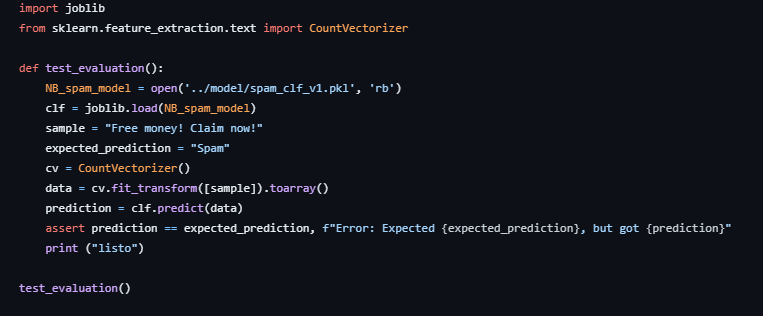 import joblib
from sklearn.feature_extraction.text import CountVectorizer

def test_evaluation():
    NB_spam_model = open('../model/spam_clf_v1.pkl', 'rb')
    clf = joblib.load(NB_spam_model)
    sample = "Free money! Claim now!"
    expected_prediction = "Spam"
    cv = CountVectorizer()
    data = cv.fit_transform([sample]).toarray()
    prediction = clf.predict(data)
    assert prediction == expected_prediction, f"Error: Expected {expected_prediction}, but got {prediction}"
    print ("listo")

test_evaluation()